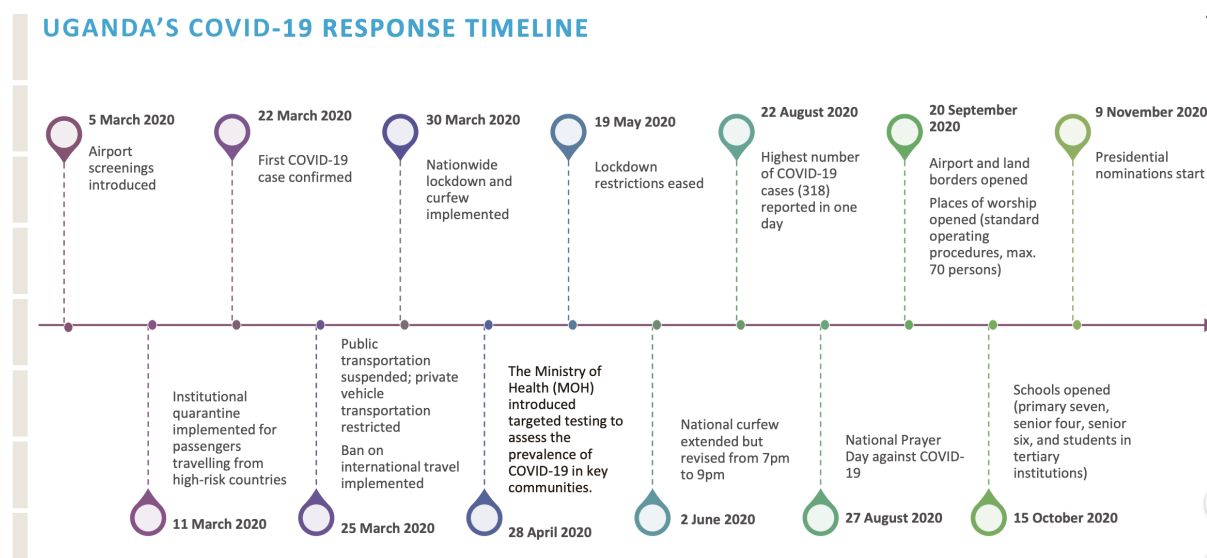 UGANDA'S COVID-19 RESPONSE TIMELINE
5 March 2020
Airport
screenings
introduced
22 March 2020
First COVID-19
case confirmed
30 March 2020
Nationwide
lockdown and
curfew
implemented
19 May 2020
Lockdown
restrictions eased
22 August 2020
Highest number
of COVID-19
cases (318)
reported in one
day
20 September
2020
Airport and land
borders opened
Places of worship
opened (standard
operating
procedures, max.
70 persons)
9 November 2020
Presidential
nominations start
Institutional
quarantine
implemented for
passengers
travelling from
high-risk countries
11 March 2020
Public
transportation
suspended; private
vehicle
transportation
restricted
Ban on
international travel
implemented
25 March 2020
The Ministry of
Health (MOH)
introduced
targeted testing to
assess the
prevalence of
COVID-19 in key
communities.
28 April 2020
National curfew
extended but
revised from 7pm
to 9pm
2 June 2020
National Prayer
Day against COVID-
19
27 August 2020
Schools opened
(primary seven,
senior four, senior
six, and students in
tertiary
institutions)
15 October 2020